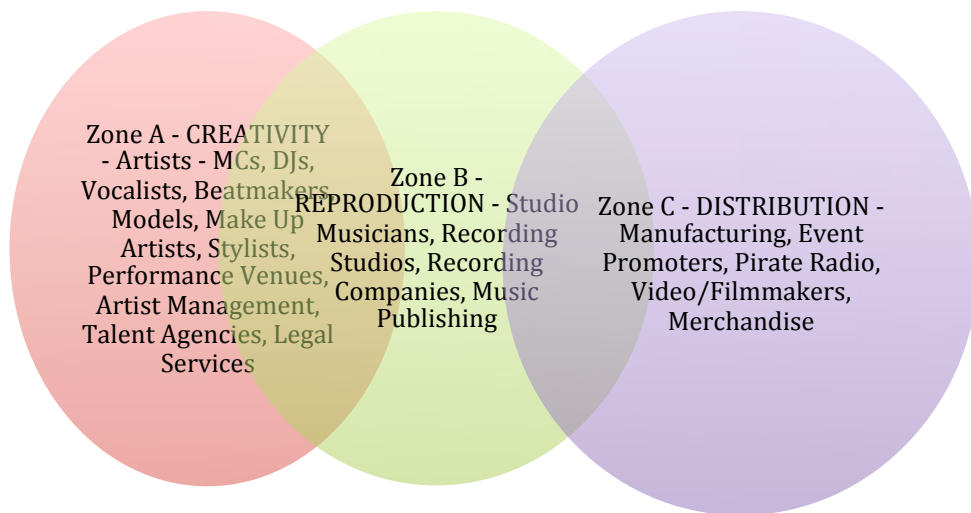 Zone A - CREATIVITY
- Artists - MCs, DJs,
Vocalists, Beatmakers,
Models, Make Up
Artists, Stylists,
Performance Venues,
Artist Management,
Talent Agencies, Legal
Services
Zone B -
REPRODUCTION - Studio
Musicians, Recording
Studios, Recording
Companies, Music
Publishing
Zone C - DISTRIBUTION -
Manufacturing, Event
Promoters, Pirate Radio,
Video/Filmmakers,
Merchandise